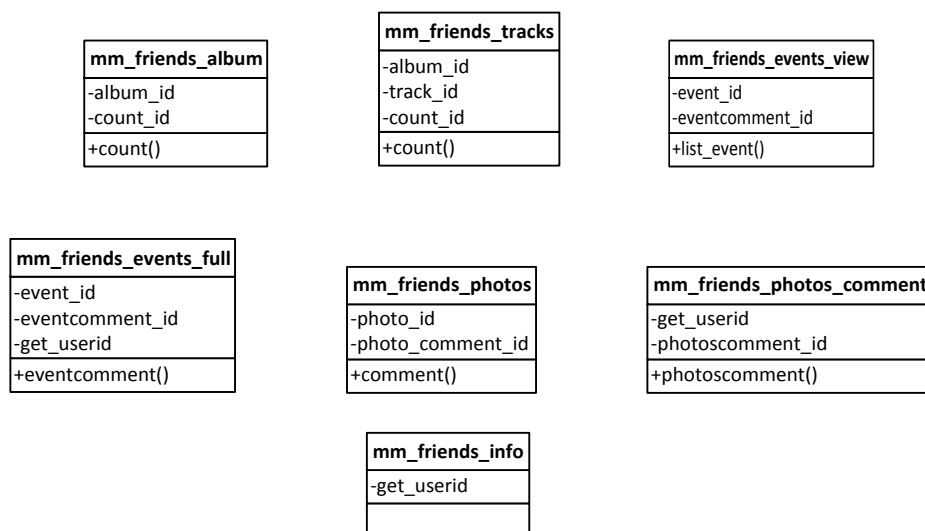 mm_friends_album
-album_id
-count_id
+count()
mm_friends_tracks
-album_id
-track_id
-count_id
+count()
mm_friends_events_view
-event_id
-eventcomment_id
+list_event()
mm_friends_events_full
-event_id
-eventcomment_id
-get_userid
+eventcomment()
mm_friends_photos
-photo_id
-photo_comment_id
+comment()
mm_friends_photos_comment
-get_userid
-photoscomment_id
+photoscomment()
mm_friends_info
-get_userid